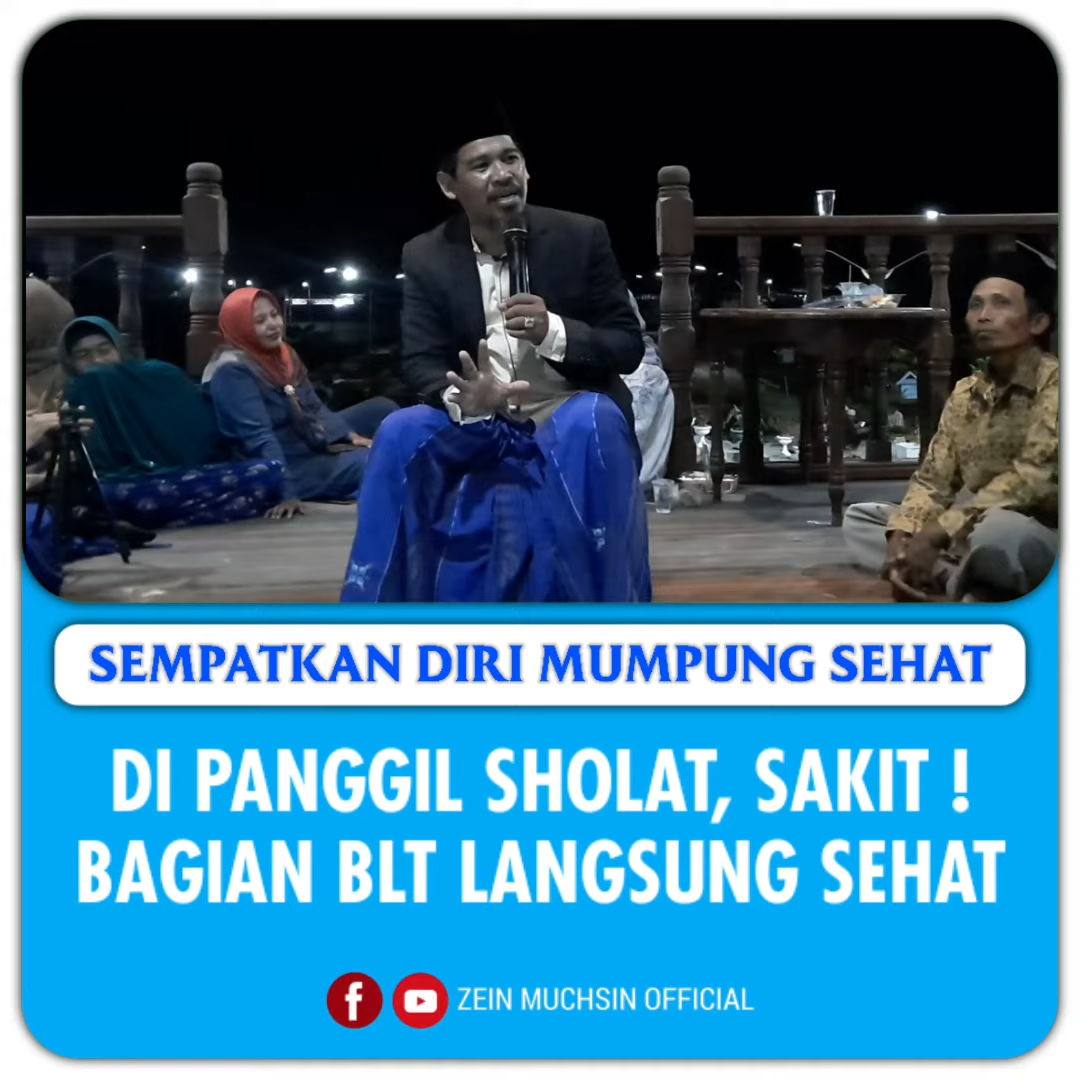 SEMPATKAN DIRI MUMPUNG SEHAT
DI PANGGIL SHOLAT, SAKIT !
BAGIAN BLT LANGSUNG SEHAT
ZEIN MUCHSIN OFFICIAL